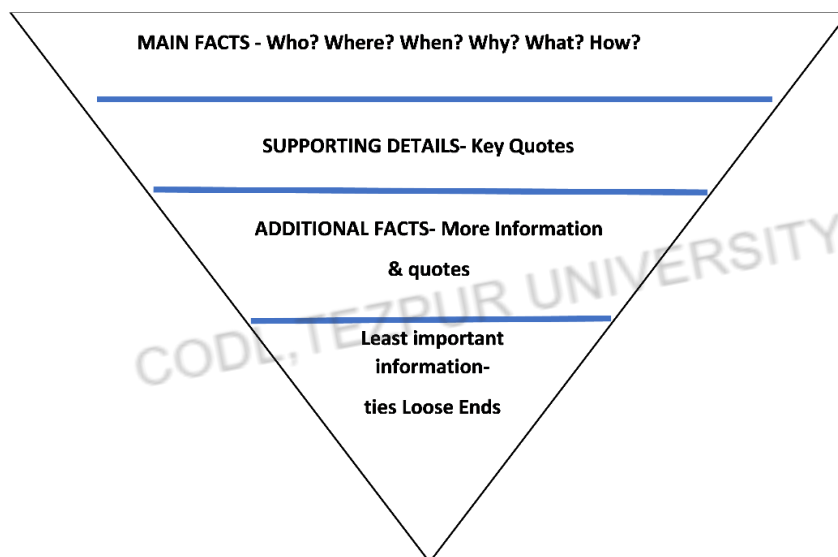 MAIN FACTS - Who? Where? When? Why? What? How?
SUPPORTING DETAILS- Key Quotes
ADDITIONAL FACTS- More Information
& quotes
CODL,TEZPUR UNIVERSITY
Least important
information-
ties Loose Ends